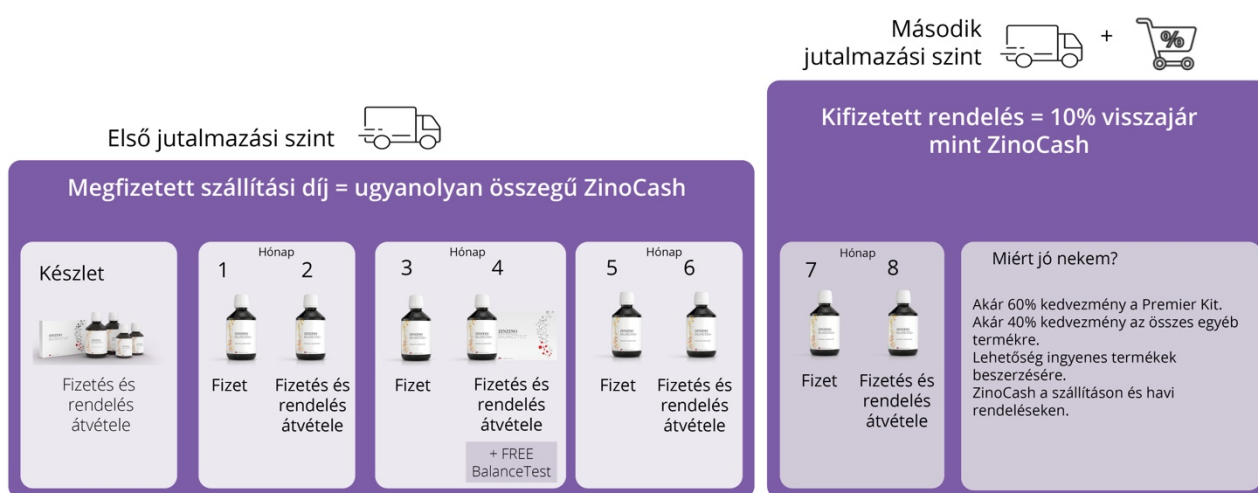 Második
jutalmazási szint
+
%
Első jutalmazási szint
Megfizetett szállítási díj = ugyanolyan összegű ZinoCash
Készlet
Fizetés és
rendelés
átvétele
Hónap
1 2
Fizet
Fizetés és
rendelés
átvétele
Hónap
3 4
ZINZINO
Fizet
Fizetés és
rendelés
átvétele
+ FREE
BalanceTest
Hónap
5 6
Fizet
Fizetés és
rendelés
átvétele
Kifizetett rendelés = 10% visszajár
mint ZinoCash
Hónap
7 8
Fizet
Fizetés és
rendelés
átvétele
Miért jó nekem?
Akár 60% kedvezmény a Premier Kit.
Akár 40% kedvezmény az összes egyéb
termékre.
Lehetőség ingyenes termékek
beszerzésére.
ZinoCash a szállításon és havi
rendeléseken.